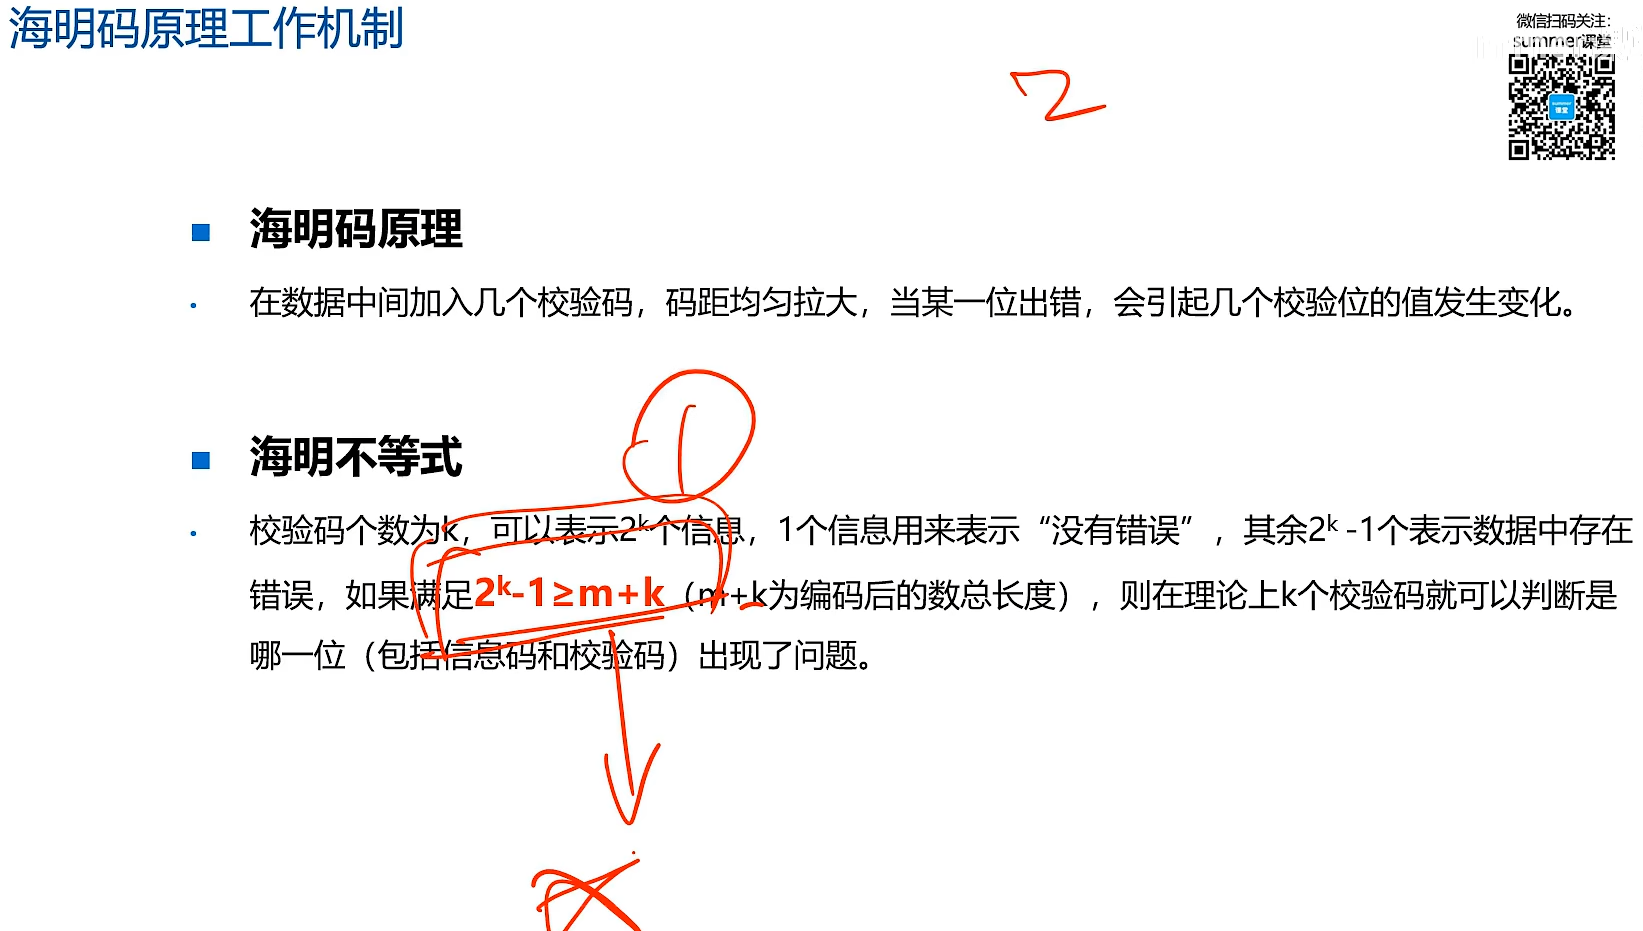 海明码原理工作机制
微信扫码关注：
summer课堂
2
海明码原理
在数据中间加入几个校验码，码距均匀拉大，当某一位出错，会引起几个校验位的值发生变化。
1
海明不等式
校验码个数为k，可以表示2ᵏ个信息，1个信息用来表示“没有错误”，其余2ᵏ -1个表示数据中存在
错误，如果满足2ᵏ-1≥m+k（m+k为编码后的数总长度），则在理论上k个校验码就可以判断是
哪一位（包括信息码和校验码）出现了问题。